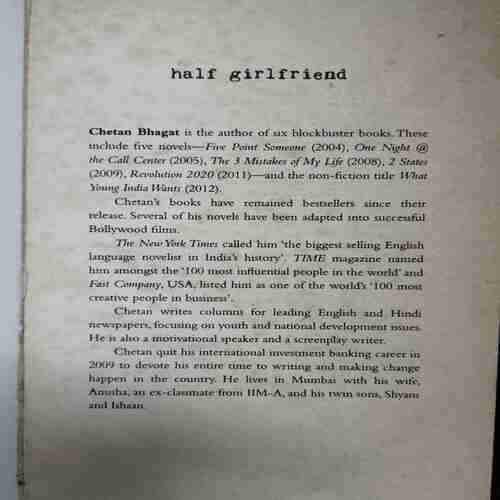 half girlfriend
Chetan Bhagat is the author of six blockbuster books. These
include five novels—Five Point Someone (2004), One Night @
the Call Center (2005), The 3 Mistakes of My Life (2008), 2 States
(2009), Revolution 2020 (2011)—and the non-fiction title What
Young India Wants (2012).
Chetan's books have remained bestsellers since their
release. Several of his novels have been adapted into successful
Bollywood films.
The New York Times called him 'the biggest selling English
language novelist in India's history'. TIME magazine named
him amongst the '100 most influential people in the world' and
Fast Company, USA, listed him as one of the world's '100 most
creative people in business'.
Chetan writes columns for leading English and Hindi
newspapers, focusing on youth and national development issues.
He is also a motivational speaker and a screenplay writer.
Chetan quit his international investment banking career in
2009 to devote his entire time to writing and making change
happen in the country. He lives in Mumbai with his wife,
Anusha, an ex-classmate from IIM-A, and his twin sons, Shyam
and Ishaan.